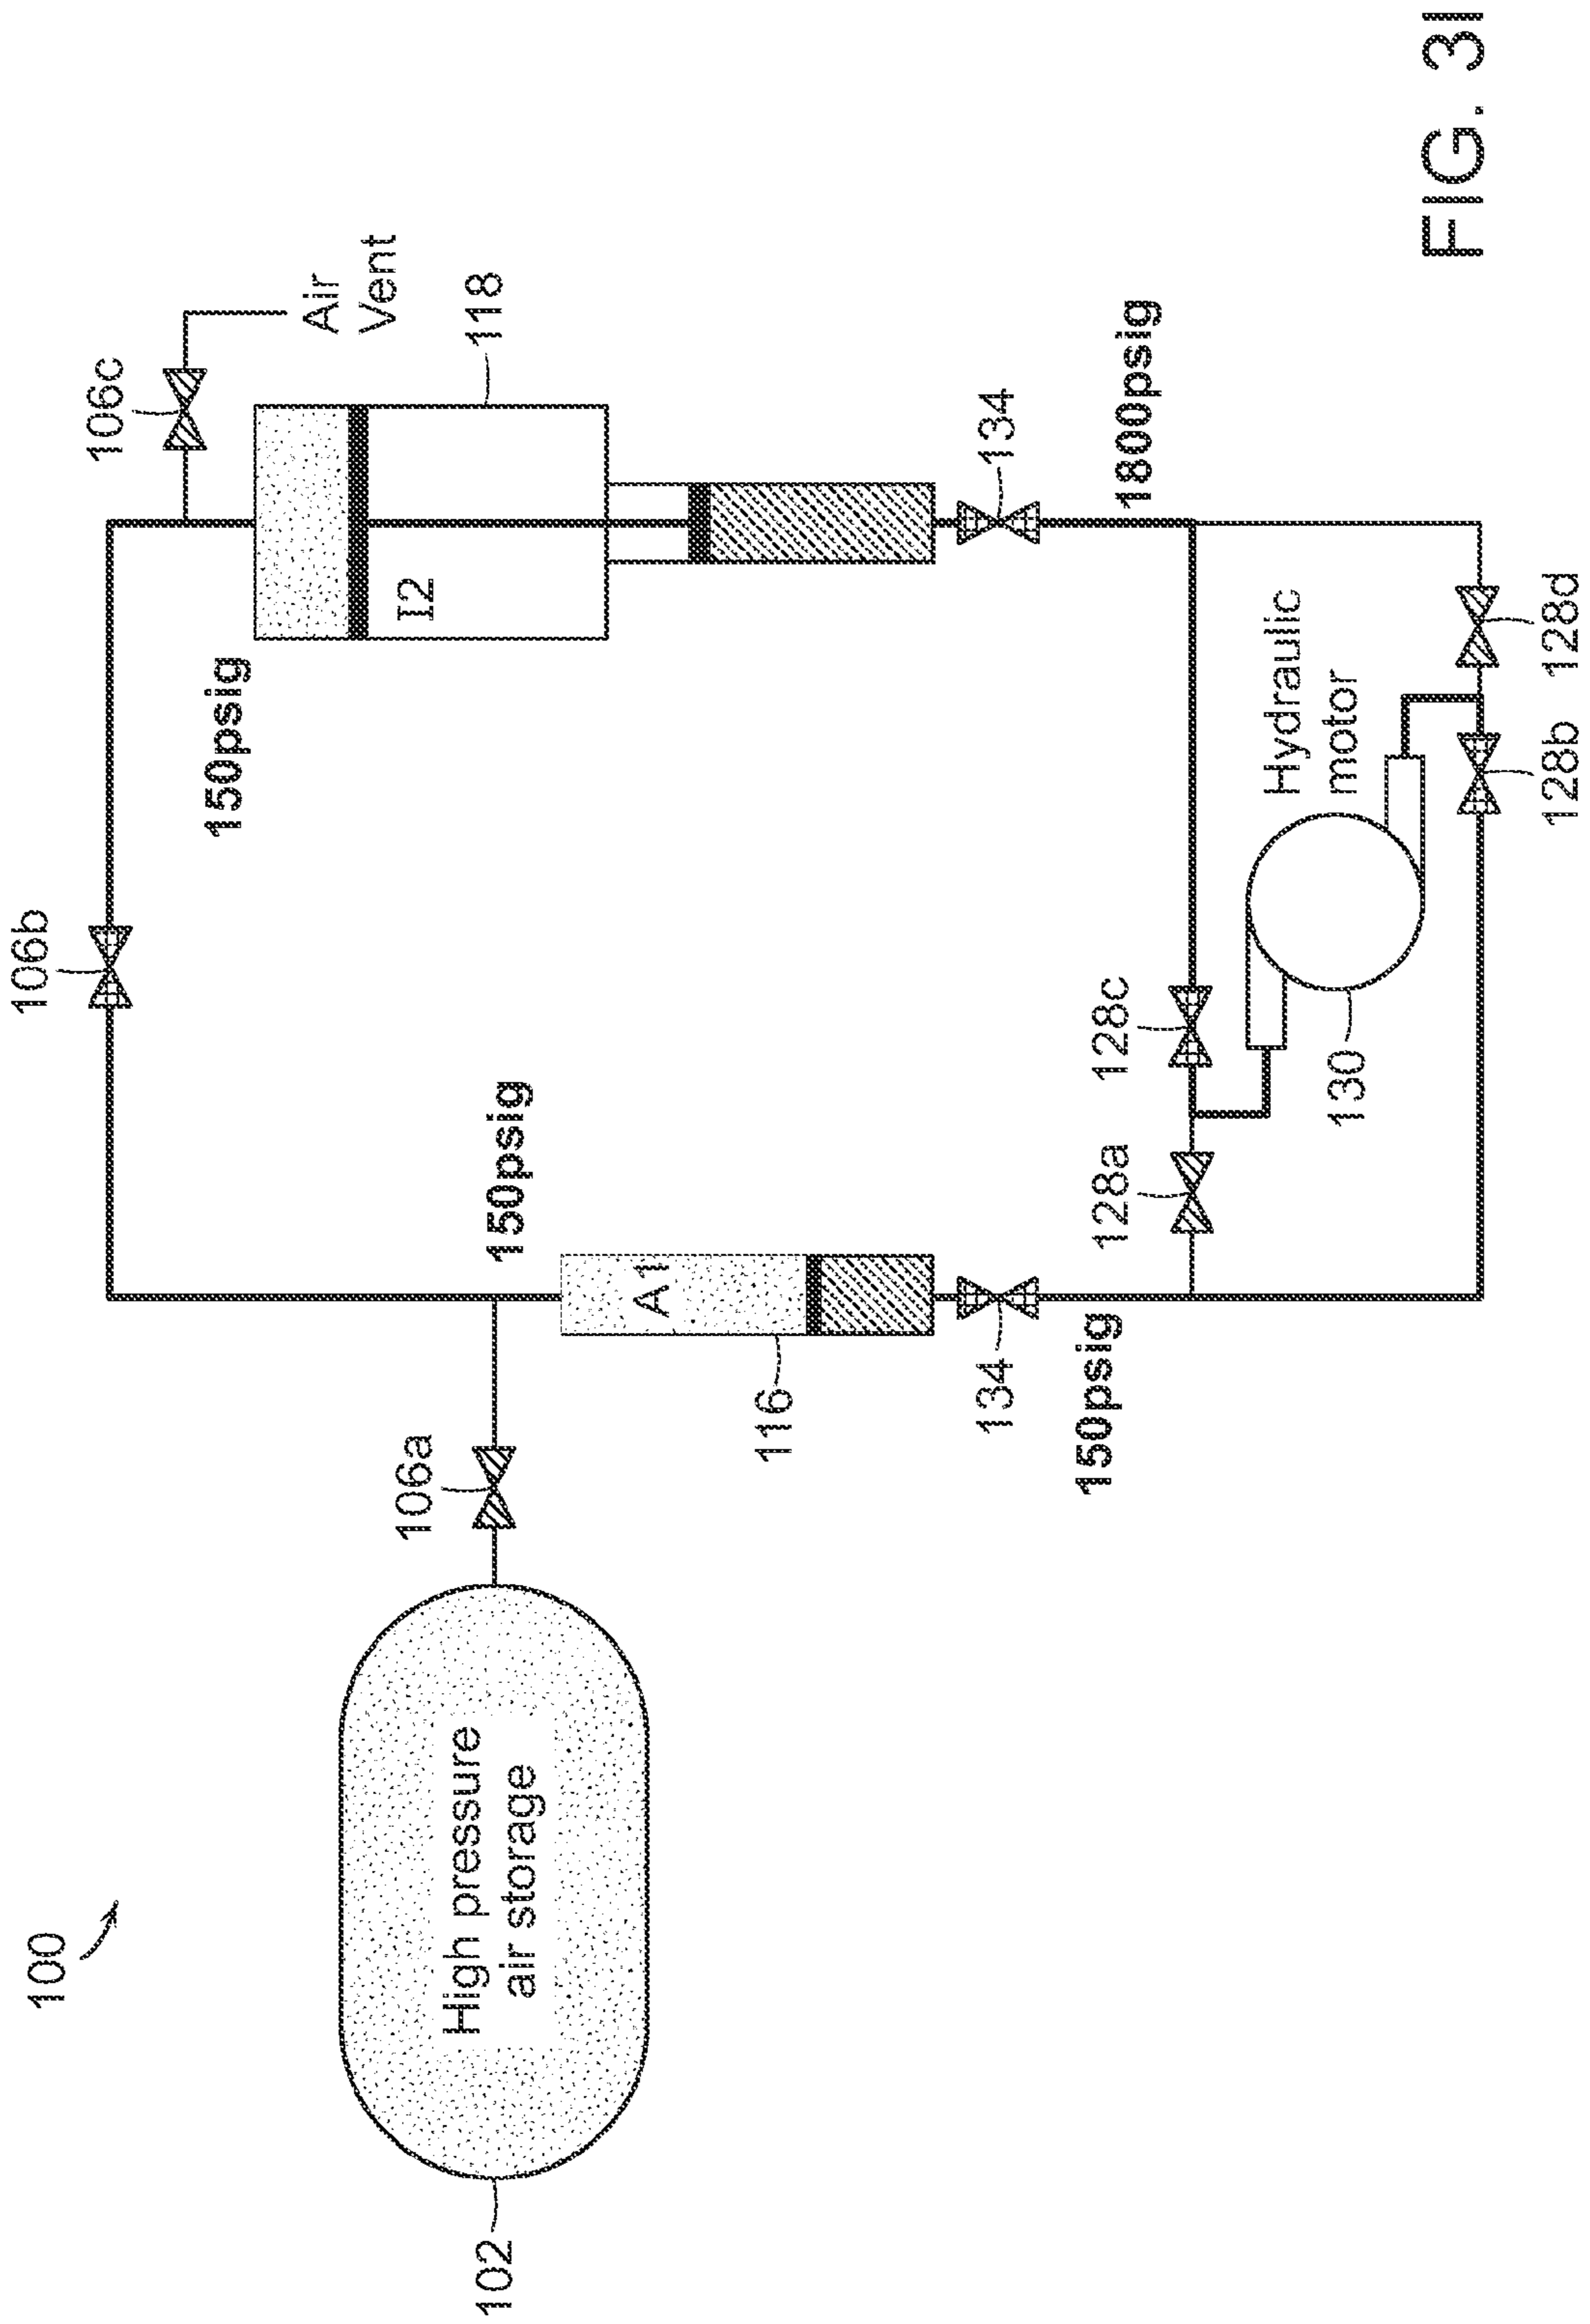 100
102
High pressure
air storage
106a
106b
106c
Air
Vent
150psig
150psig
118
I2
A1
116
134
134
150psig
1800psig
128a
128c
Hydraulic
motor
130
128b
128d
FIG. 3I